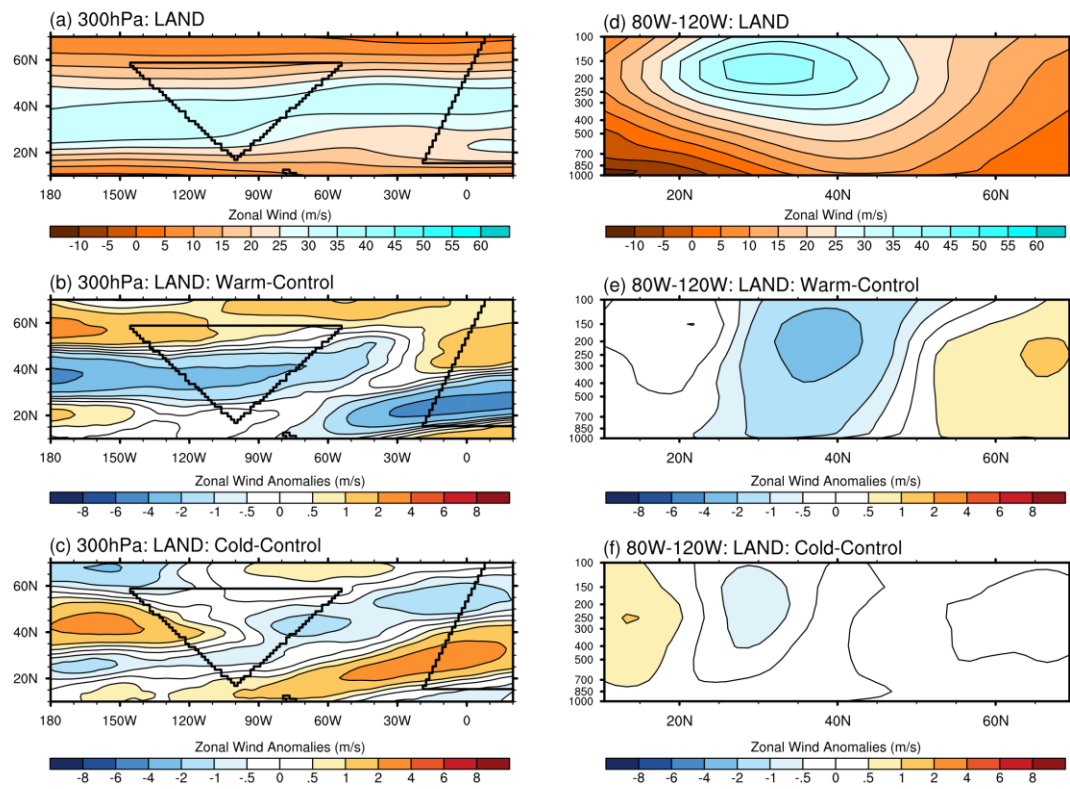 (a) 300hPa: LAND
60N
40N
20N
180 150W 120W 90W 60W 30W 0
Zonal Wind (m/s)
-10 -5 0 5 10 15 20 25 30 35 40 45 50 55 60
(b) 300hPa: LAND: Warm-Control
60N
40N
20N
180 150W 120W 90W 60W 30W 0
Zonal Wind Anomalies (m/s)
-8 -6 -4 -2 -1 -.5 0 .5 1 2 4 6 8
(c) 300hPa: LAND: Cold-Control
60N
40N
20N
180 150W 120W 90W 60W 30W 0
Zonal Wind Anomalies (m/s)
-8 -6 -4 -2 -1 -.5 0 .5 1 2 4 6 8
(d) 80W-120W: LAND
100
150
200
250
300
400
500
700
850
1000
20N 40N 60N
Zonal Wind (m/s)
-10 -5 0 5 10 15 20 25 30 35 40 45 50 55 60
(e) 80W-120W: LAND: Warm-Control
100
150
200
250
300
400
500
700
850
1000
20N 40N 60N
Zonal Wind Anomalies (m/s)
-8 -6 -4 -2 -1 -.5 0 .5 1 2 4 6 8
(f) 80W-120W: LAND: Cold-Control
100
150
200
250
300
400
500
700
850
1000
20N 40N 60N
Zonal Wind Anomalies (m/s)
-8 -6 -4 -2 -1 -.5 0 .5 1 2 4 6 8